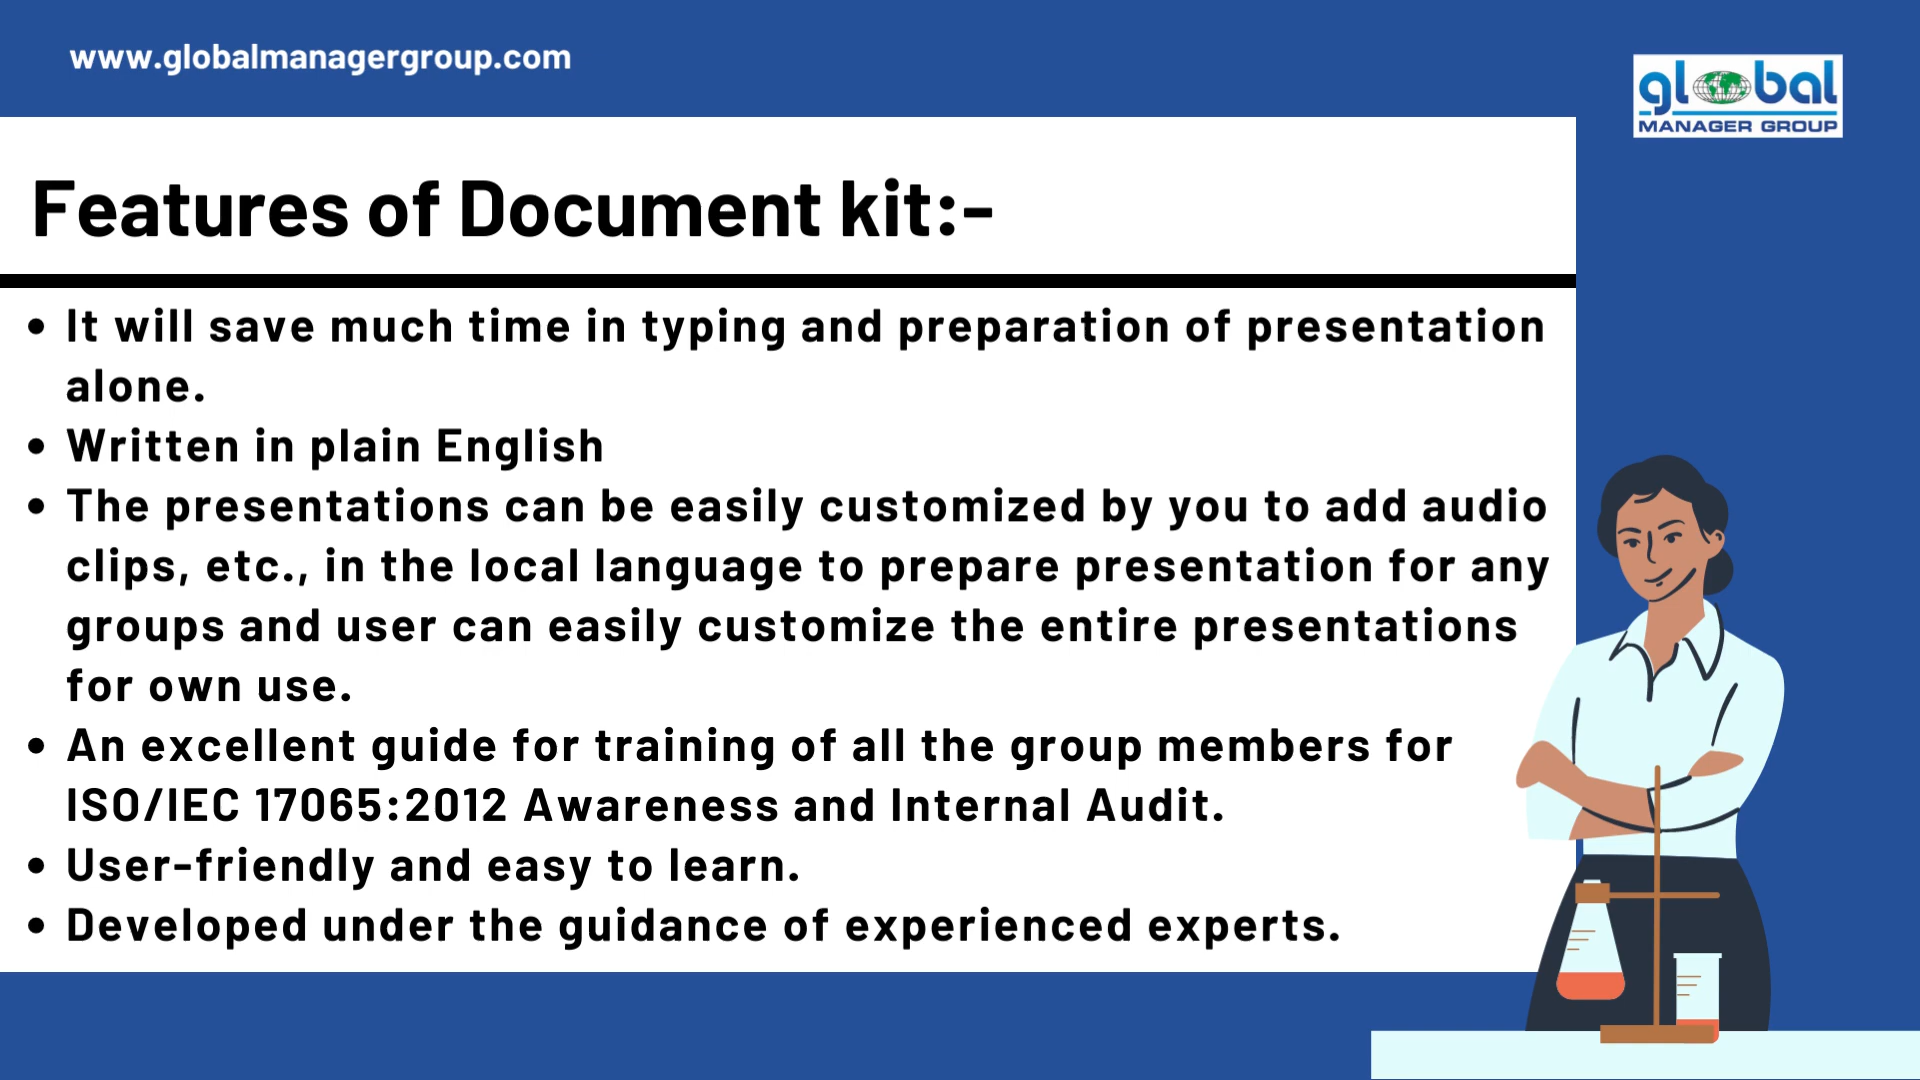 www.globalmanagergroup.com
global
MANAGER GROUP
Features of Document kit:-
• It will save much time in typing and preparation of presentation
alone.
• Written in plain English
• The presentations can be easily customized by you to add audio
clips, etc., in the local language to prepare presentation for any
groups and user can easily customize the entire presentations
for own use.
• An excellent guide for training of all the group members for
ISO/IEC 17065:2012 Awareness and Internal Audit.
• User-friendly and easy to learn.
• Developed under the guidance of experienced experts.